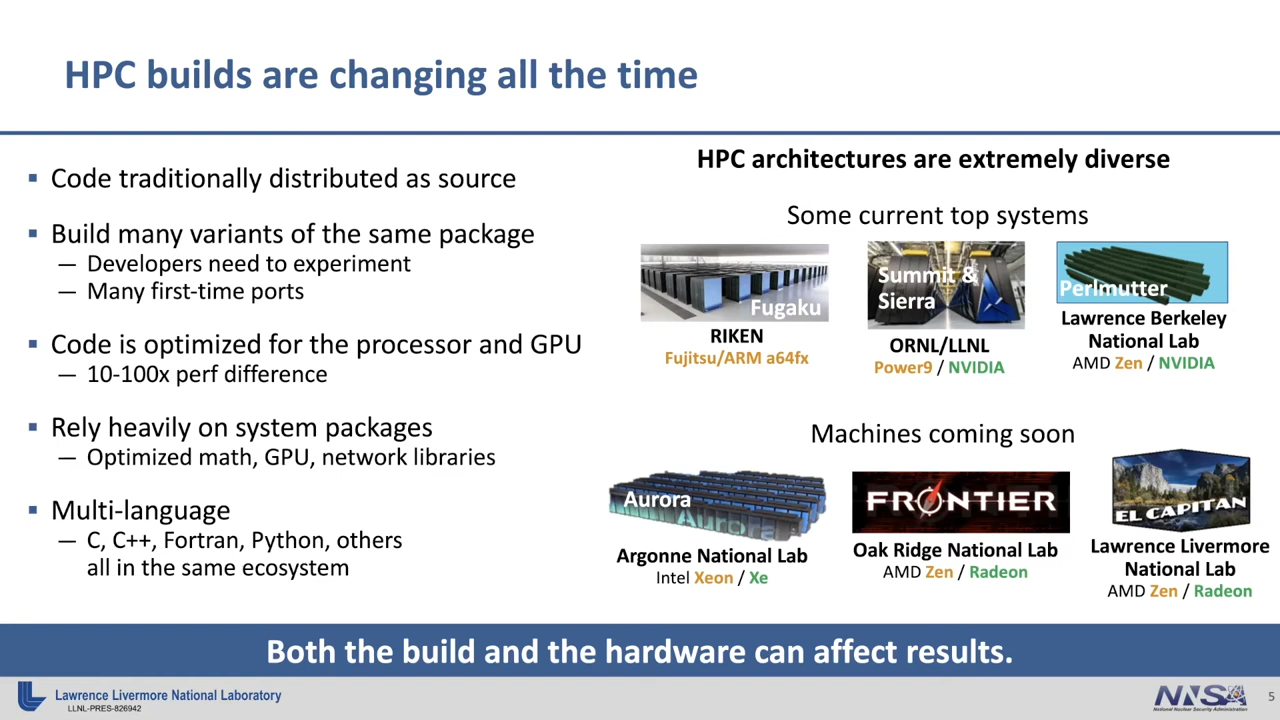 HPC builds are changing all the time
▪ Code traditionally distributed as source
▪ Build many variants of the same package
— Developers need to experiment
— Many first-time ports
▪ Code is optimized for the processor and GPU
— 10-100x perf difference
▪ Rely heavily on system packages
— Optimized math, GPU, network libraries
▪ Multi-language
— C, C++, Fortran, Python, others
all in the same ecosystem
HPC architectures are extremely diverse
Some current top systems
Fugaku
RIKEN
Fujitsu/ARM a64fx
Summit &
Sierra
ORNL/LLNL
Power9 / NVIDIA
Perlmutter
Lawrence Berkeley
National Lab
AMD Zen / NVIDIA
Machines coming soon
Aurora
Aurora
Argonne National Lab
Intel Xeon / Xe
FRONTIER
Oak Ridge National Lab
AMD Zen / Radeon
EL CAPITAN
Lawrence Livermore
National Lab
AMD Zen / Radeon
Both the build and the hardware can affect results.
Lawrence Livermore National Laboratory
LLNL-PRES-826942
NNSA
National Nuclear Security Administration
5